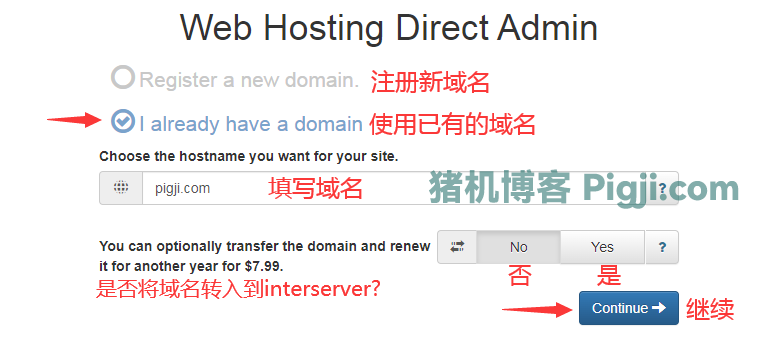 Web Hosting Direct Admin
Register a new domain. 注册新域名
I already have a domain 使用已有的域名
Choose the hostname you want for your site.
pigji.com 填写域名 猪机博客 Pigji.com ?
You can optionally transfer the domain and renew
it for another year for $7.99.
No Yes ?
是否将域名转入到interserver?
否 是
Continue 继续